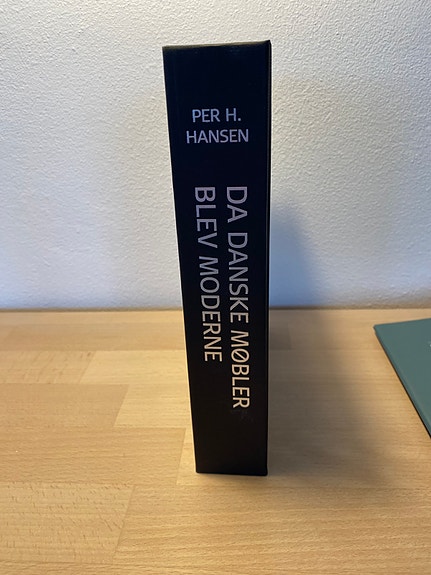 PER H.
HANSEN
DA DANSKE MØBLER
BLEV MODERNE